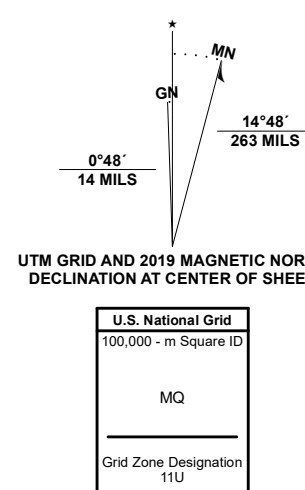 ★
MN
GN
14°48´
263 MILS
0°48´
14 MILS
UTM GRID AND 2019 MAGNETIC NOR
DECLINATION AT CENTER OF SHEE
U.S. National Grid
100,000 - m Square ID
MQ
Grid Zone Designation
11U